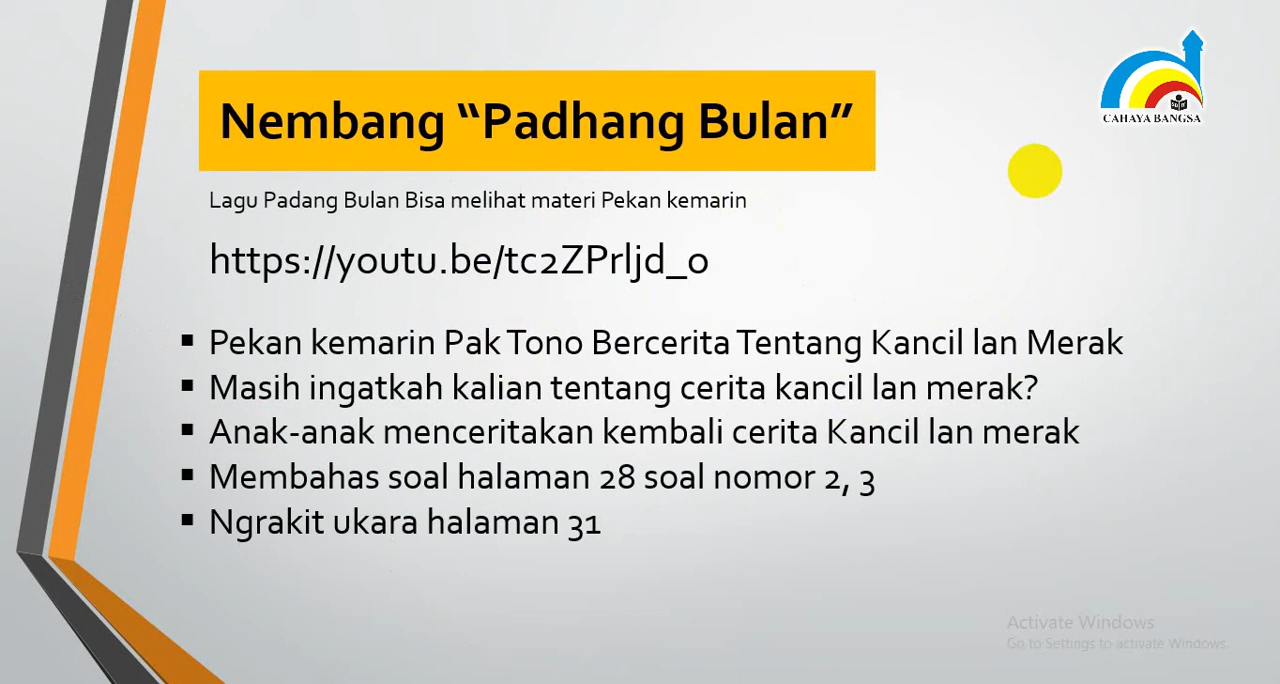 CAHAYA BANGSA
Nembang “Padhang Bulan”
Lagu Padang Bulan Bisa melihat materi Pekan kemarin
https://youtu.be/tc2ZPrljd_0
▪ Pekan kemarin Pak Tono Bercerita Tentang Kancil lan Merak
▪ Masih ingatkah kalian tentang cerita kancil lan merak?
▪ Anak-anak menceritakan kembali cerita Kancil lan merak
▪ Membahas soal halaman 28 soal nomor 2, 3
▪ Ngrakit ukara halaman 31
Activate Windows
Go to Settings to activate Windows.